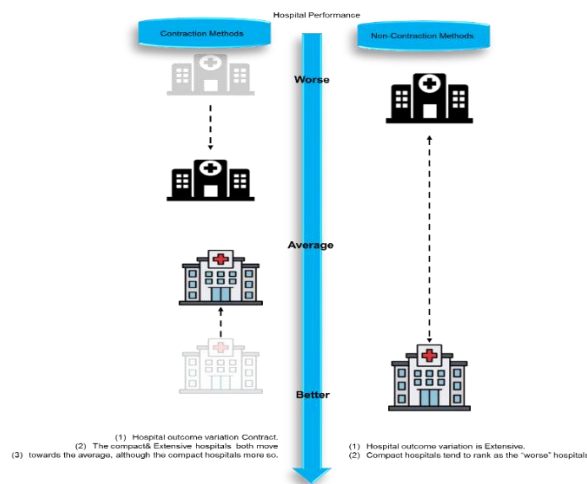 Hospital Performance
Contraction Methods
Non-Contraction Methods
Worse
Average
Better
(1) Hospital outcome variation Contract.
(2) The compact& Extensive hospitals both move
(3) towards the average, although the compact hospitals more so.
(1) Hospital outcome variation is Extensive.
(2) Compact hospitals tend to rank as the "worse" hospitals